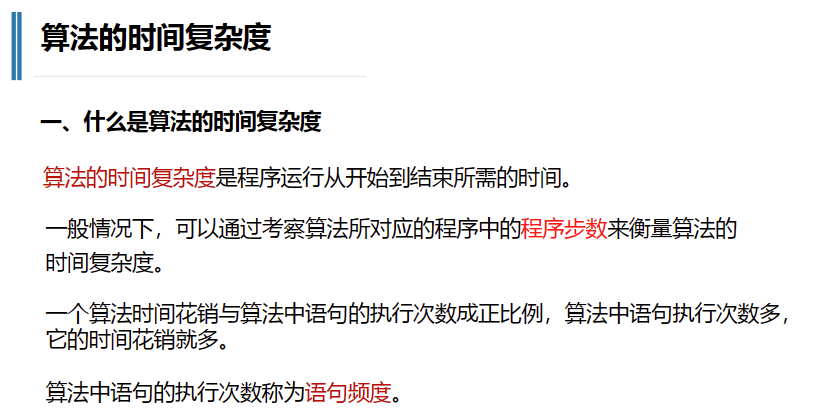 算法的时间复杂度
一、什么是算法的时间复杂度
算法的时间复杂度是程序运行从开始到结束所需的时间。
一般情况下，可以通过考察算法所对应的程序中的程序步数来衡量算法的
时间复杂度。
一个算法时间花销与算法中语句的执行次数成正比例，算法中语句执行次数多，
它的时间花销就多。
算法中语句的执行次数称为语句频度。